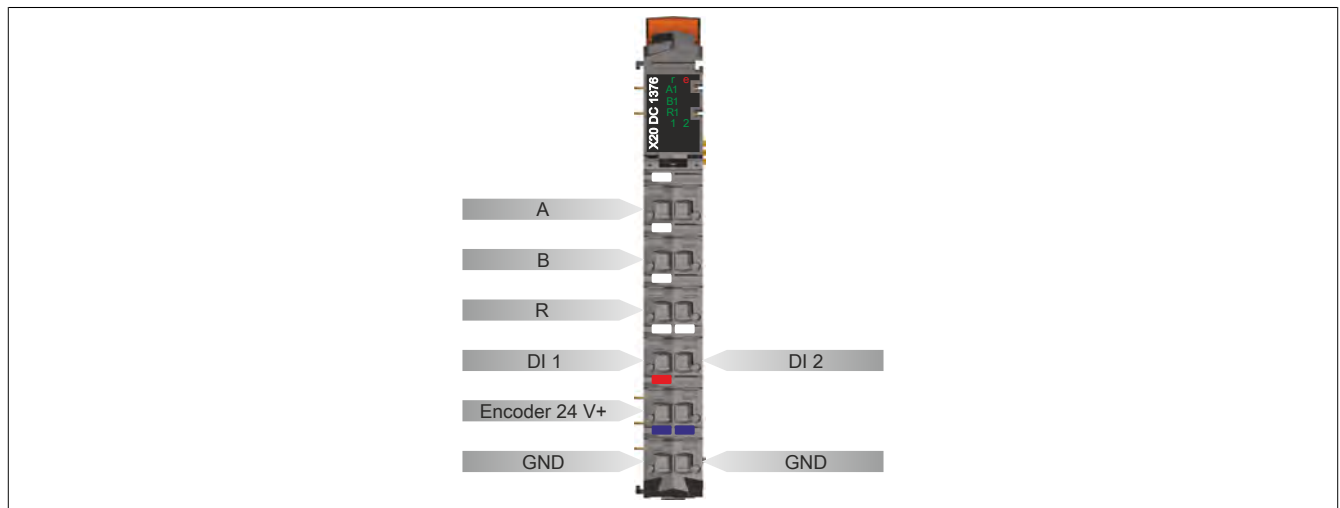 X20 DC 1376
r e
A1
B1
R1
1 2
A
B
R
DI 1 DI 2
Encoder 24 V+
GND GND